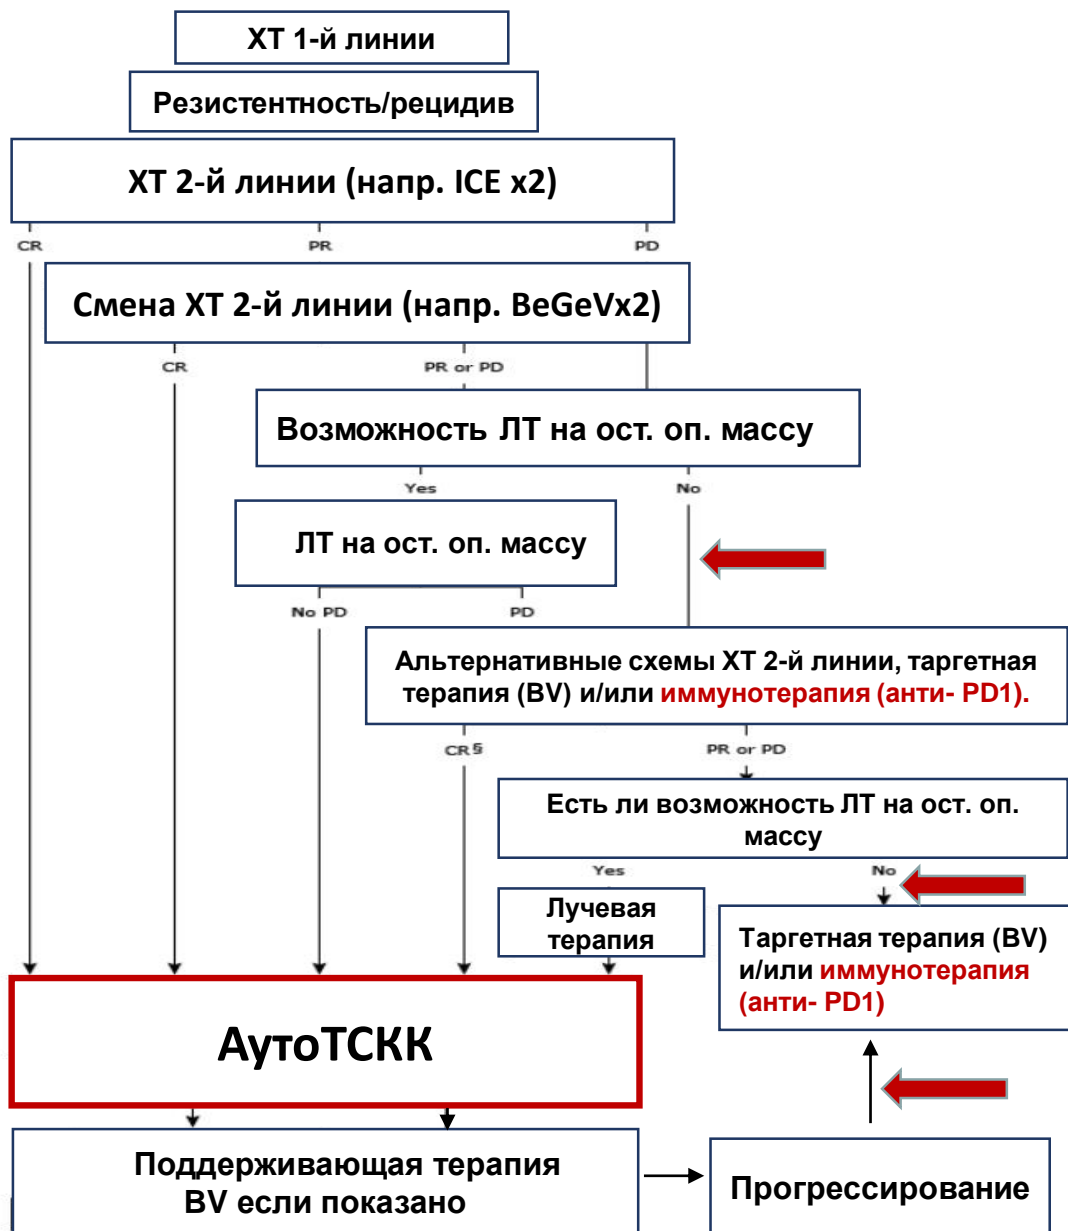 ХТ 1-й линии
Резистентность/рецидив
ХТ 2-й линии (напр. ICE x2)
CR
PR
PD
Смена ХТ 2-й линии (напр. BeGeVx2)
CR
PR or PD
Возможность ЛТ на ост. оп. массу
Yes
No
ЛТ на ост. оп. массу
No PD
PD
Альтернативные схемы ХТ 2-й линии, таргетная
терапия (BV) и/или иммунотерапия (анти- PD1).
CR§
PR or PD
Есть ли возможность ЛТ на ост. оп.
массу
Yes
No
Лучевая
терапия
Таргетная терапия (BV)
и/или иммунотерапия
(анти- PD1)
АутоТСКК
Поддерживающая терапия
BV если показано
Прогрессирование